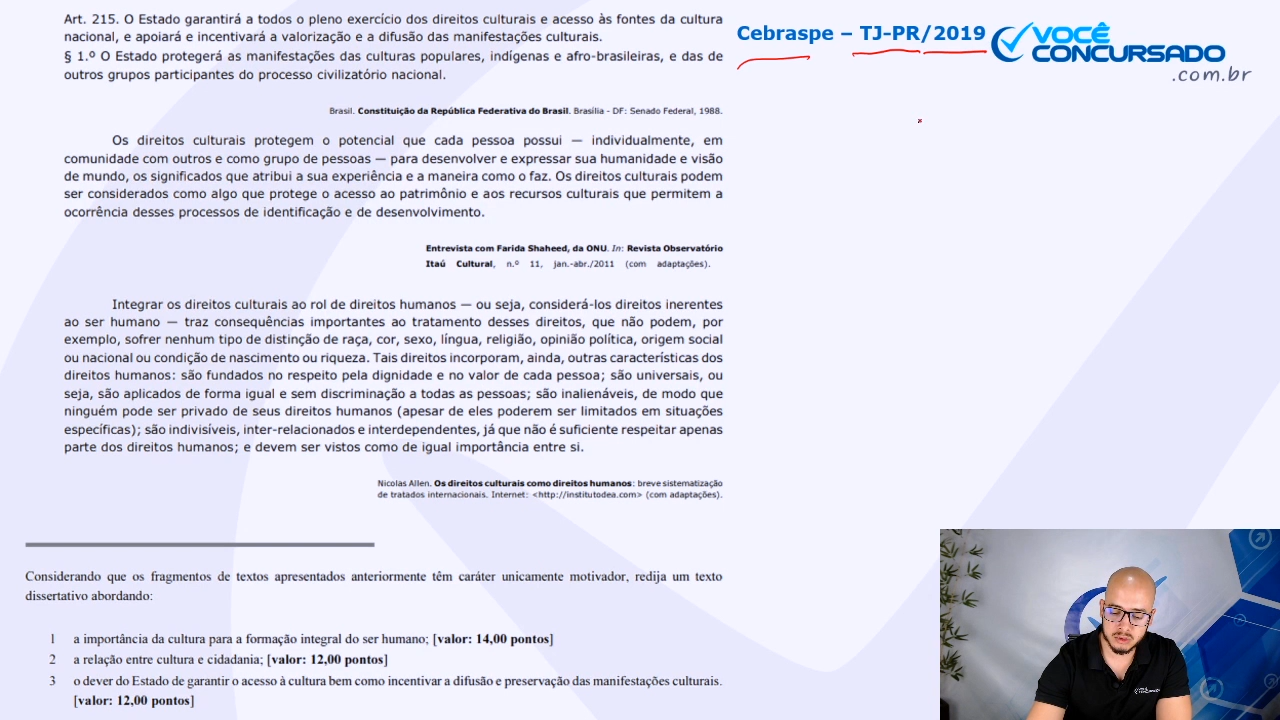 Art. 215. O Estado garantirá a todos o pleno exercício dos direitos culturais e acesso às fontes da cultura
nacional, e apoiará e incentivará a valorização e a difusão das manifestações culturais.
§ 1.º O Estado protegerá as manifestações das culturas populares, indígenas e afro-brasileiras, e das de
outros grupos participantes do processo civilizatório nacional.
Brasil. Constituição da República Federativa do Brasil. Brasília - DF: Senado Federal, 1988.
Os direitos culturais protegem o potencial que cada pessoa possui — individualmente, em
comunidade com outros e como grupo de pessoas — para desenvolver e expressar sua humanidade e visão
de mundo, os significados que atribui a sua experiência e a maneira como o faz. Os direitos culturais podem
ser considerados como algo que protege o acesso ao patrimônio e aos recursos culturais que permitem a
ocorrência desses processos de identificação e de desenvolvimento.
Entrevista com Farida Shaheed, da ONU. In: Revista Observatório
Itaú Cultural, n.º 11, jan.-abr./2011 (com adaptações).
Integrar os direitos culturais ao rol de direitos humanos — ou seja, considerá-los direitos inerentes
ao ser humano — traz consequências importantes ao tratamento desses direitos, que não podem, por
exemplo, sofrer nenhum tipo de distinção de raça, cor, sexo, língua, religião, opinião política, origem social
ou nacional ou condição de nascimento ou riqueza. Tais direitos incorporam, ainda, outras características dos
direitos humanos: são fundados no respeito pela dignidade e no valor de cada pessoa; são universais, ou
seja, são aplicados de forma igual e sem discriminação a todas as pessoas; são inalienáveis, de modo que
ninguém pode ser privado de seus direitos humanos (apesar de eles poderem ser limitados em situações
específicas); são indivisíveis, inter-relacionados e interdependentes, já que não é suficiente respeitar apenas
parte dos direitos humanos; e devem ser vistos como de igual importância entre si.
Nicolas Allen. Os direitos culturais como direitos humanos: breve sistematização
de tratados internacionais. Internet: <http://institutodea.com> (com adaptações).
Considerando que os fragmentos de textos apresentados anteriormente têm caráter unicamente motivador, redija um texto
dissertativo abordando:
1 a importância da cultura para a formação integral do ser humano; [valor: 14,00 pontos]
2 a relação entre cultura e cidadania; [valor: 12,00 pontos]
3 o dever do Estado de garantir o acesso à cultura bem como incentivar a difusão e preservação das manifestações culturais.
[valor: 12,00 pontos]
Cebraspe – TJ-PR/2019
VOCÊ
CONCURSADO
.com.br